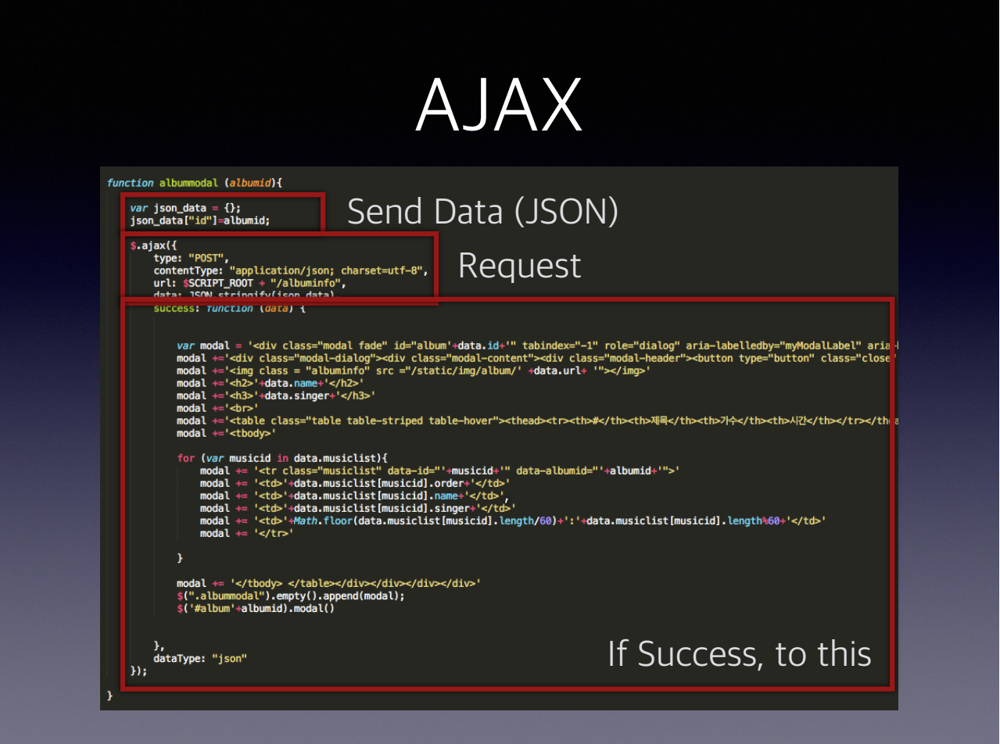 AJAX
function albummodal (albumid){
var json_data = {};
json_data["id"]=albumid;
Send Data (JSON)
$.ajax({
type: "POST",
contentType: "application/json; charset=utf-8",
url: $SCRIPT_ROOT + "/albuminfo",
data: JSON.stringify(json_data)
Request
success: function (data) {
var modal = '<div class="modal fade" id="album'+data.id+'" tabindex="-1" role="dialog" aria-labelledby="myModalLabel" aria-
modal +='<div class="modal-dialog"><div class="modal-content"><div class="modal-header"><button type="button" class="close"
modal +='<img class = "albuminfo" src ="/static/img/album/' +data.url+ '"></img>'
modal +='<h2>'+data.name+'</h2>'
modal +='<h3>'+data.singer+'</h3>'
modal +='<br>'
modal +='<table class="table table-striped table-hover"><thead><tr><th>#</th><th>제목</th><th>가수</th><th>시간</th></tr></thea
modal +='<tbody>'
for (var musicid in data.musiclist){
modal += '<tr class="musiclist" data-id="'+musicid+'" data-albumid="'+albumid+'">'
modal += '<td>'+data.musiclist[musicid].order+'</td>'
modal += '<td>'+data.musiclist[musicid].name+'</td>',
modal += '<td>'+data.musiclist[musicid].singer+'</td>'
modal += '<td>'+Math.floor(data.musiclist[musicid].length/60)+':'+data.musiclist[musicid].length%60+'</td>'
modal += '</tr>'
}
modal += '</tbody> </table></div></div></div></div>'
$(".albummodal").empty().append(modal);
$('#album'+albumid).modal()
},
dataType: "json"
});
}
If Success, to this